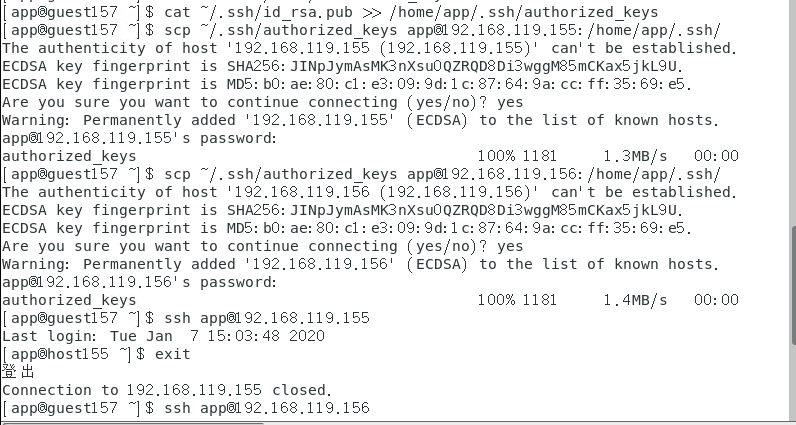 [app@guest157 ~]$ cat ~/.ssh/id_rsa.pub >> /home/app/.ssh/authorized_keys
[app@guest157 ~]$ scp ~/.ssh/authorized_keys app@192.168.119.155:/home/app/.ssh/
The authenticity of host '192.168.119.155 (192.168.119.155)' can't be established.
ECDSA key fingerprint is SHA256:JINpJymAsMK3nXsu0QZRQD8Di3wggM85mCKax5jkL9U.
ECDSA key fingerprint is MD5:b0:ae:80:c1:e3:09:9d:1c:87:64:9a:cc:ff:35:69:e5.
Are you sure you want to continue connecting (yes/no)? yes
Warning: Permanently added '192.168.119.155' (ECDSA) to the list of known hosts.
app@192.168.119.155's password:
authorized_keys 100% 1181 1.3MB/s 00:00
[app@guest157 ~]$ scp ~/.ssh/authorized_keys app@192.168.119.156:/home/app/.ssh/
The authenticity of host '192.168.119.156 (192.168.119.156)' can't be established.
ECDSA key fingerprint is SHA256:JINpJymAsMK3nXsu0QZRQD8Di3wggM85mCKax5jkL9U.
ECDSA key fingerprint is MD5:b0:ae:80:c1:e3:09:9d:1c:87:64:9a:cc:ff:35:69:e5.
Are you sure you want to continue connecting (yes/no)? yes
Warning: Permanently added '192.168.119.156' (ECDSA) to the list of known hosts.
app@192.168.119.156's password:
authorized_keys 100% 1181 1.4MB/s 00:00
[app@guest157 ~]$ ssh app@192.168.119.155
Last login: Tue Jan  7 15:03:48 2020
[app@host155 ~]$ exit
登出
Connection to 192.168.119.155 closed.
[app@guest157 ~]$ ssh app@192.168.119.156